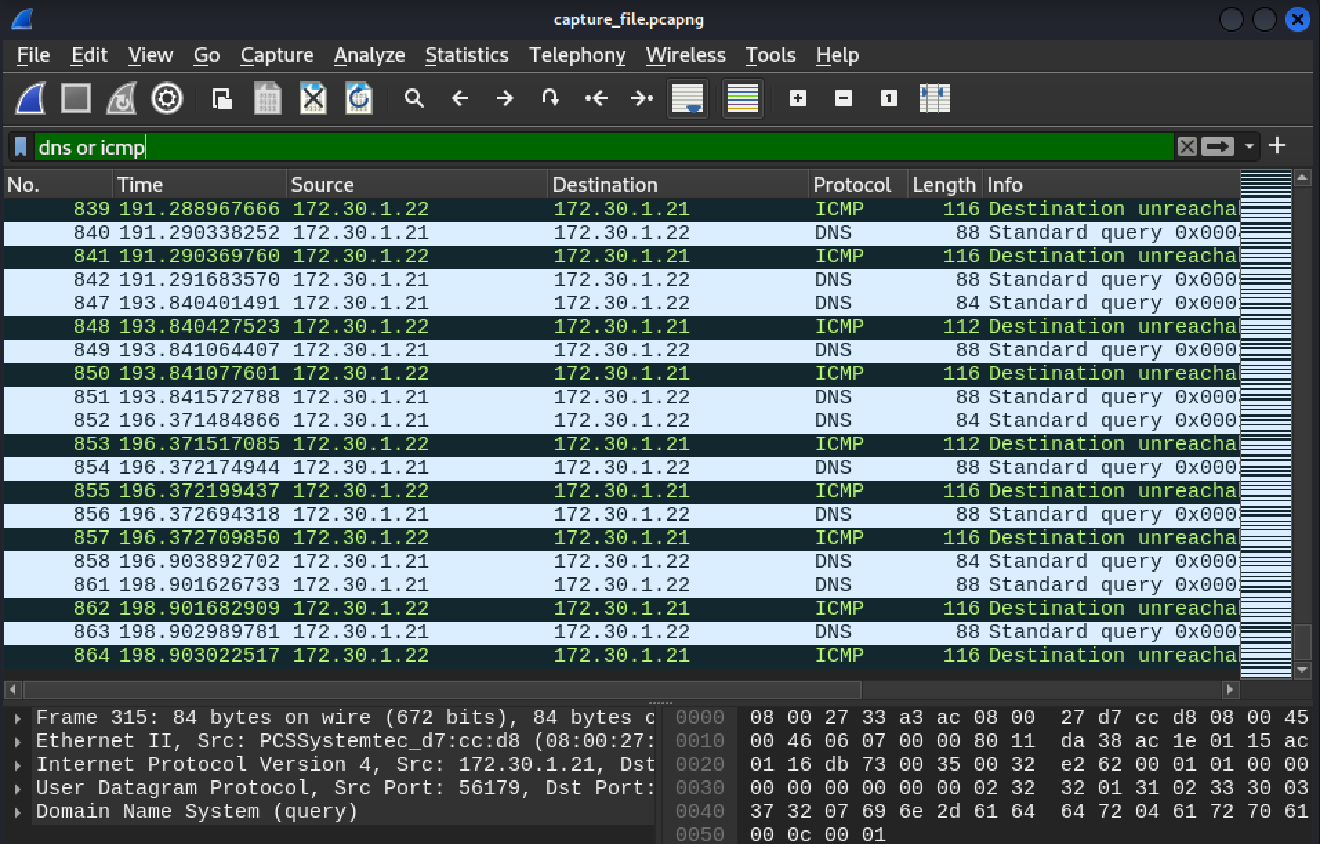 capture_file.pcapng
File Edit View Go Capture Analyze Statistics Telephony Wireless Tools Help
dns or icmp
No. Time Source Destination Protocol Length Info
839 191.288967666 172.30.1.22 172.30.1.21 ICMP 116 Destination unreacha
840 191.290338252 172.30.1.21 172.30.1.22 DNS 88 Standard query 0x000
841 191.290369760 172.30.1.22 172.30.1.21 ICMP 116 Destination unreacha
842 191.291683570 172.30.1.21 172.30.1.22 DNS 88 Standard query 0x000
847 193.840401491 172.30.1.21 172.30.1.22 DNS 84 Standard query 0x000
848 193.840427523 172.30.1.22 172.30.1.21 ICMP 112 Destination unreacha
849 193.841064407 172.30.1.21 172.30.1.22 DNS 88 Standard query 0x000
850 193.841077601 172.30.1.22 172.30.1.21 ICMP 116 Destination unreacha
851 193.841572788 172.30.1.21 172.30.1.22 DNS 88 Standard query 0x000
852 196.371484866 172.30.1.21 172.30.1.22 DNS 84 Standard query 0x000
853 196.371517085 172.30.1.22 172.30.1.21 ICMP 112 Destination unreacha
854 196.372174944 172.30.1.21 172.30.1.22 DNS 88 Standard query 0x000
855 196.372199437 172.30.1.22 172.30.1.21 ICMP 116 Destination unreacha
856 196.372694318 172.30.1.21 172.30.1.22 DNS 88 Standard query 0x000
857 196.372709850 172.30.1.22 172.30.1.21 ICMP 116 Destination unreacha
858 196.903892702 172.30.1.21 172.30.1.22 DNS 84 Standard query 0x000
861 198.901626733 172.30.1.21 172.30.1.22 DNS 88 Standard query 0x000
862 198.901682909 172.30.1.22 172.30.1.21 ICMP 116 Destination unreacha
863 198.902989781 172.30.1.21 172.30.1.22 DNS 88 Standard query 0x000
864 198.903022517 172.30.1.22 172.30.1.21 ICMP 116 Destination unreacha
Frame 315: 84 bytes on wire (672 bits), 84 bytes c
Ethernet II, Src: PCSSystemtec_d7:cc:d8 (08:00:27:
Internet Protocol Version 4, Src: 172.30.1.21, Dst
User Datagram Protocol, Src Port: 56179, Dst Port:
Domain Name System (query)
0000 08 00 27 33 a3 ac 08 00 27 d7 cc d8 08 00 45
0010 00 46 06 07 00 00 80 11 da 38 ac 1e 01 15 ac
0020 01 16 db 73 00 35 00 32 e2 62 00 01 01 00 00
0030 00 00 00 00 00 00 02 32 32 01 31 02 33 30 03
0040 37 32 07 69 6e 2d 61 64 64 72 04 61 72 70 61
0050 00 0c 00 01